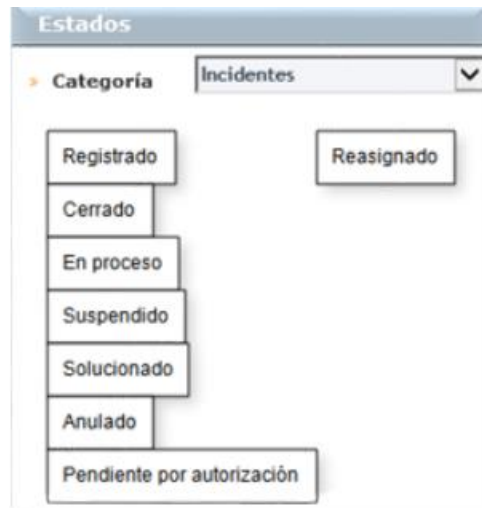 Estados
Categoría Incidentes
Registrado Reasignado
Cerrado
En proceso
Suspendido
Solucionado
Anulado
Pendiente por autorización